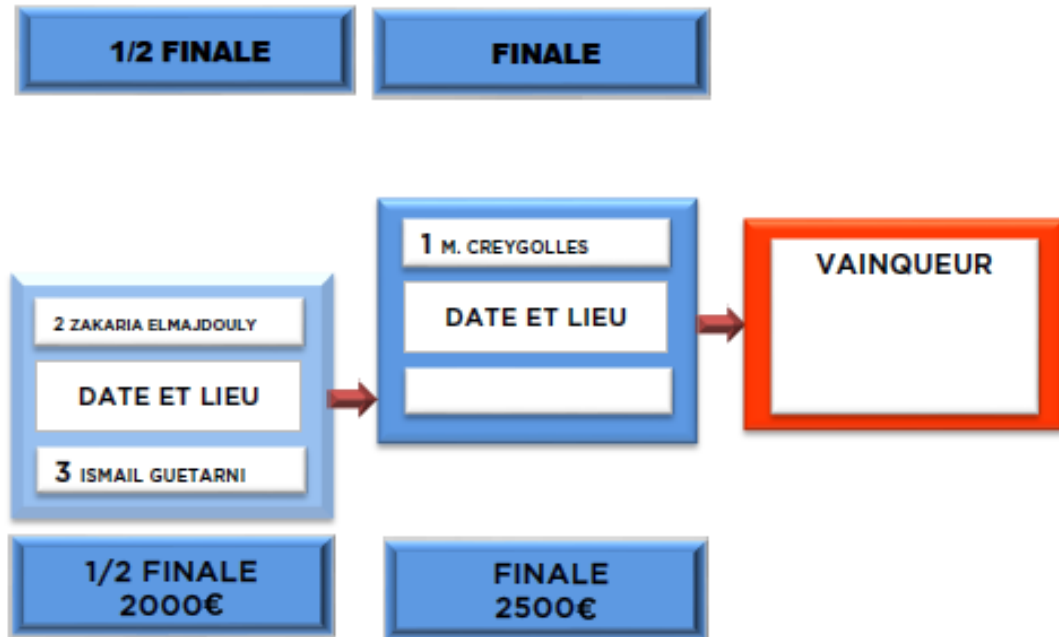 1/2 FINALE
FINALE
2 ZAKARIA ELMAJDOULY
DATE ET LIEU
3 ISMAIL GUETARNI
1 M. CREYGOLLES
DATE ET LIEU
VAINQUEUR
1/2 FINALE
2000€
FINALE
2500€